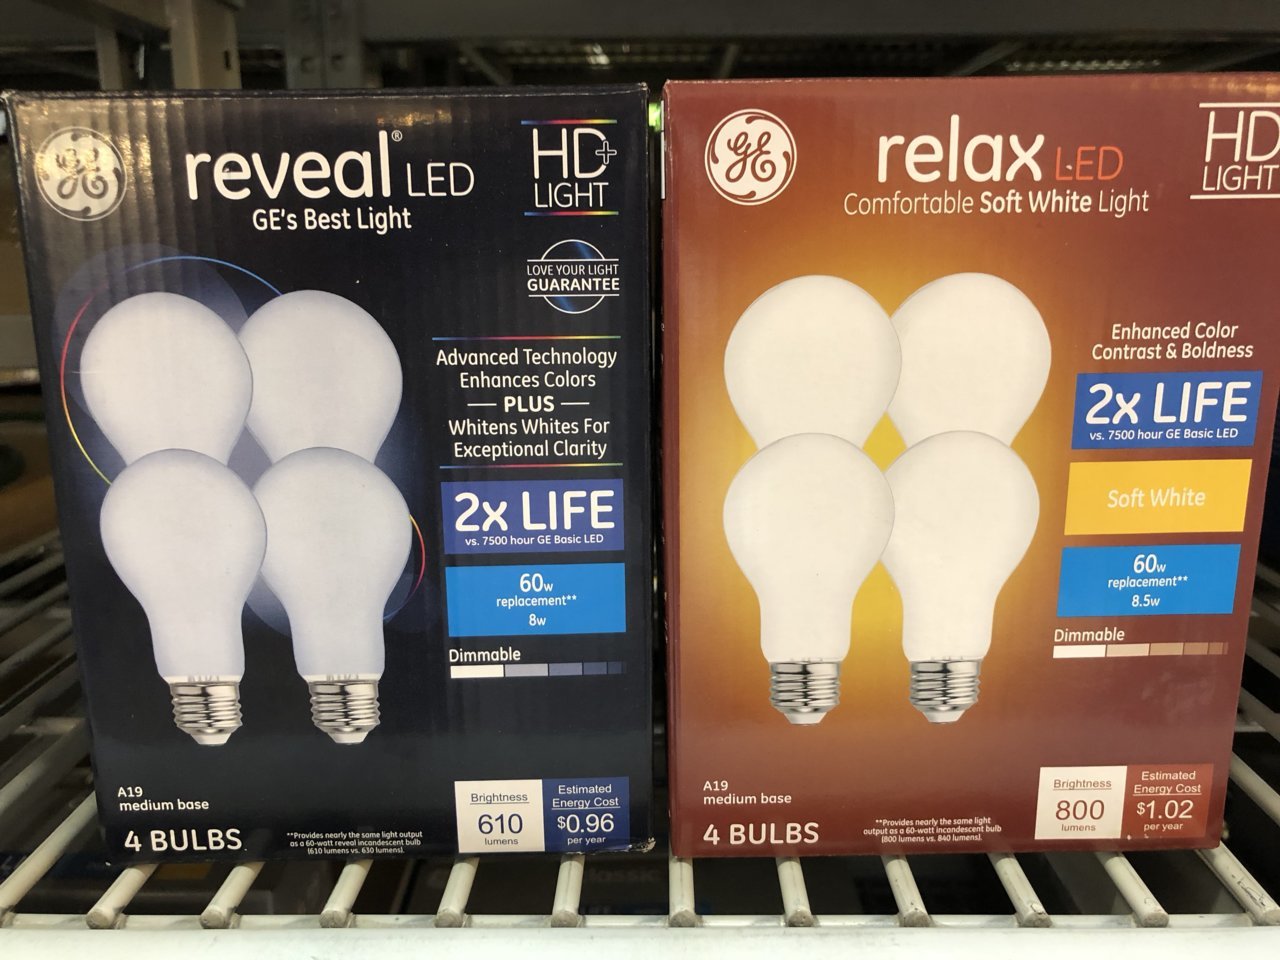 GE
reveal® LED
GE's Best Light
HD+
LIGHT
LOVE YOUR LIGHT
GUARANTEE
Advanced Technology
Enhances Colors
— PLUS —
Whitens Whites For
Exceptional Clarity
2x LIFE
vs. 7500 hour GE Basic LED
60w
replacement**
8w
Dimmable
A19
medium base
4 BULBS
**Provides nearly the same light output
as a 60-watt reveal incandescent bulb
(610 lumens vs. 630 lumens).
Brightness
610
lumens
Estimated
Energy Cost
$0.96
per year
GE
relax LED
Comfortable Soft White Light
HD
LIGHT
Enhanced Color
Contrast & Boldness
2x LIFE
vs. 7500 hour GE Basic LED
Soft White
60w
replacement**
8.5w
Dimmable
A19
medium base
4 BULBS
**Provides nearly the same light
output as a 60-watt incandescent bulb
(800 lumens vs. 840 lumens).
Brightness
800
lumens
Estimated
Energy Cost
$1.02
per year